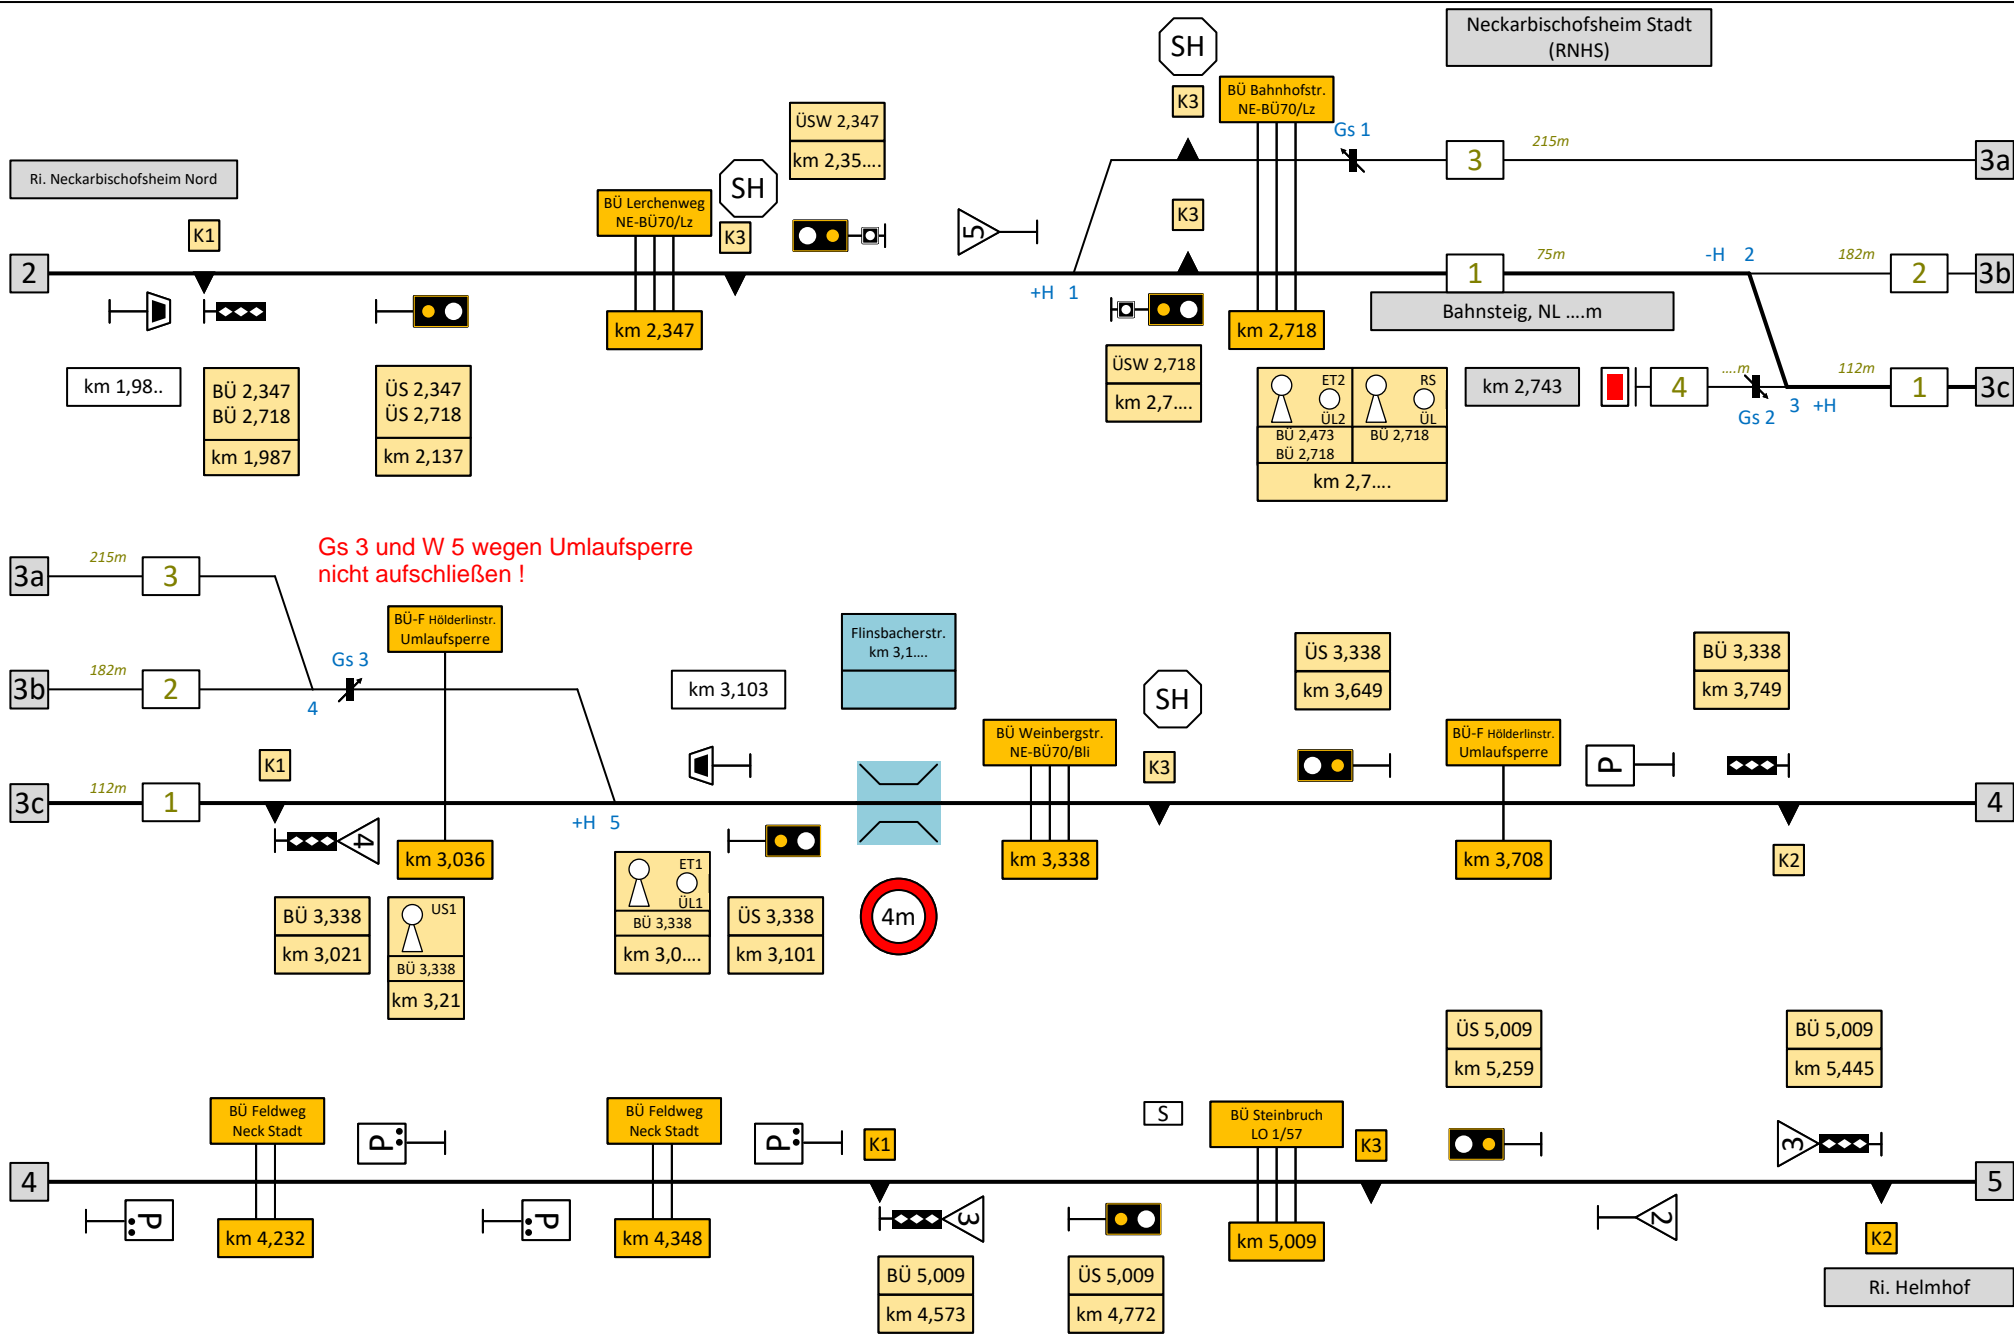 Neckarbischofsheim Stadt
(RNHS)
SH
K3
BÜ Bahnhofstr.
NE-BÜ70/Lz
Gs 1
3
215m
3a
ÜSW 2,347
km 2,35....
Ri. Neckarbischofsheim Nord
SH
K1
BÜ Lerchenweg
NE-BÜ70/Lz
K3
5
K3
2
+H 1
1
75m
-H 2
182m
2
3b
Bahnsteig, NL ....m
km 2,347
km 2,718
km 1,98..
BÜ 2,347
BÜ 2,718
km 1,987
ÜS 2,347
ÜS 2,718
km 2,137
ÜSW 2,718
km 2,7....
ET2
ÜL2
BÜ 2,473
BÜ 2,718
RS
ÜL
BÜ 2,718
km 2,7....
km 2,743
4
....m
Gs 2
3 +H
112m
1
3c
Gs 3 und W 5 wegen Umlaufsperre
nicht aufschließen !
3a
215m
3
BÜ-F Hölderlinstr.
Umlaufsperre
Flinsbacherstr.
km 3,1....
3b
182m
2
4
Gs 3
km 3,103
SH
ÜS 3,338
km 3,649
BÜ 3,338
km 3,749
K1
BÜ Weinbergstr.
NE-BÜ70/Bli
K3
BÜ-F Hölderlinstr.
Umlaufsperre
P
3c
112m
1
+H 5
4
4
km 3,036
km 3,338
km 3,708
K2
BÜ 3,338
km 3,021
US1
BÜ 3,338
km 3,21
ET1
ÜL1
BÜ 3,338
km 3,0....
ÜS 3,338
km 3,101
4m
ÜS 5,009
km 5,259
BÜ 5,009
km 5,445
BÜ Feldweg
Neck Stadt
P
BÜ Feldweg
Neck Stadt
P
K1
S
BÜ Steinbruch
LO 1/57
K3
3
4
5
P
km 4,232
P
km 4,348
3
km 5,009
2
K2
BÜ 5,009
km 4,573
ÜS 5,009
km 4,772
Ri. Helmhof